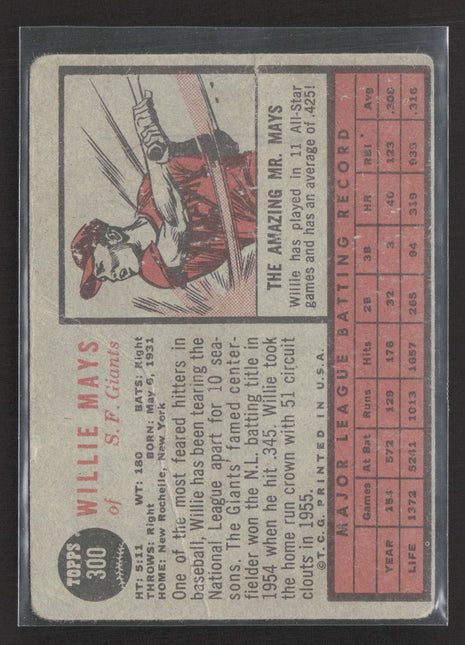 TOPPS
300
WILLIE MAYS
of S. F. Giants
HT: 5:11 WT: 180 BATS: Right
THROWS: Right BORN: May 6, 1931
HOME: New Rochelle, New York
One of the most feared hitters in
baseball, Willie has been tearing the
National League apart for 10 sea-
sons. The Giants' famed center-
fielder won the N.L. batting title in
1954 when he hit .345. Willie took
the home run crown with 51 circuit
clouts in 1955.
©T.C.G. PRINTED IN U.S.A.
THE AMAZING MR. MAYS
Willie has played in 11 All-Star
games and has an average of .425!
MAJOR LEAGUE BATTING RECORD
Games At Bat Runs Hits 2B 3B HR RBI Avg
YEAR 154 572 129 176 32 3 40 123 .308
LIFE 1372 5241 1013 1657 265 94 319 933 .316